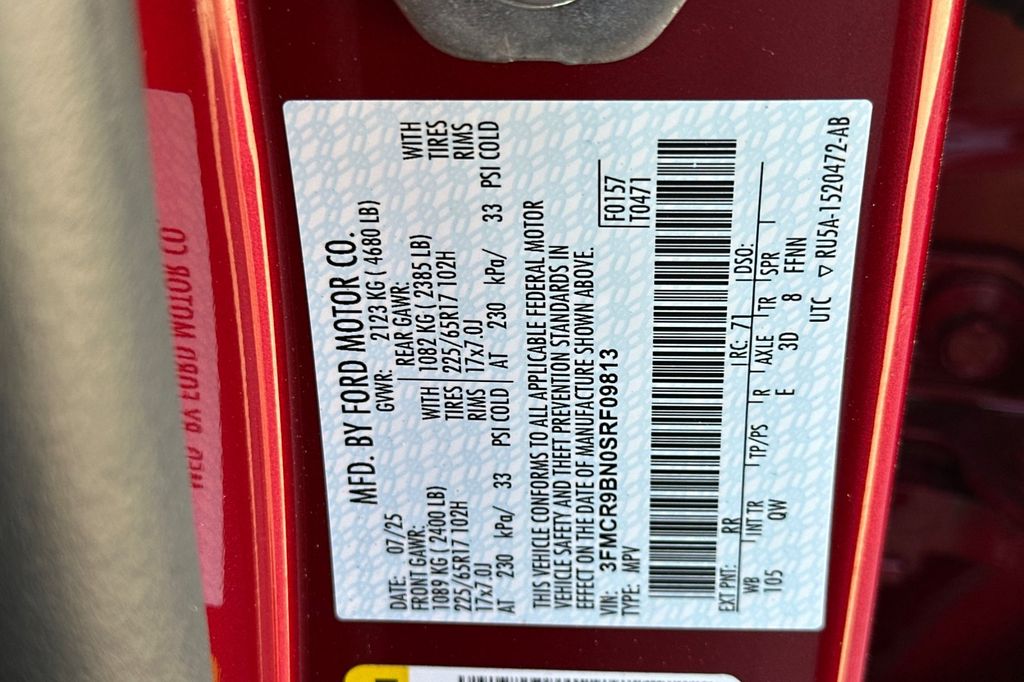 MFD. BY FORD MOTOR CO.
DATE: 07/25 GVWR: 2123 KG ( 4680 LB)
FRONT GAWR: REAR GAWR:
1089 KG ( 2400 LB) WITH 1082 KG ( 2385 LB) WITH
225/65R17 102H TIRES 225/65R17 102H TIRES
17x7.0J RIMS 17x7.0J RIMS
AT 230 kPa/ 33 PSI COLD AT 230 kPa/ 33 PSI COLD
THIS VEHICLE CONFORMS TO ALL APPLICABLE FEDERAL MOTOR
VEHICLE SAFETY AND THEFT PREVENTION STANDARDS IN
EFFECT ON THE DATE OF MANUFACTURE SHOWN ABOVE.
VIN: 3FMCR9BN0SRF09813 F0157
TYPE: MPV T0471
EXT PNT: RR RC: 71 DSO:
WB INT TR TP/PS R AXLE TR SPR
105 QW E 3D 8 FFNN
UTC ▽ RU5A-1520472-AB